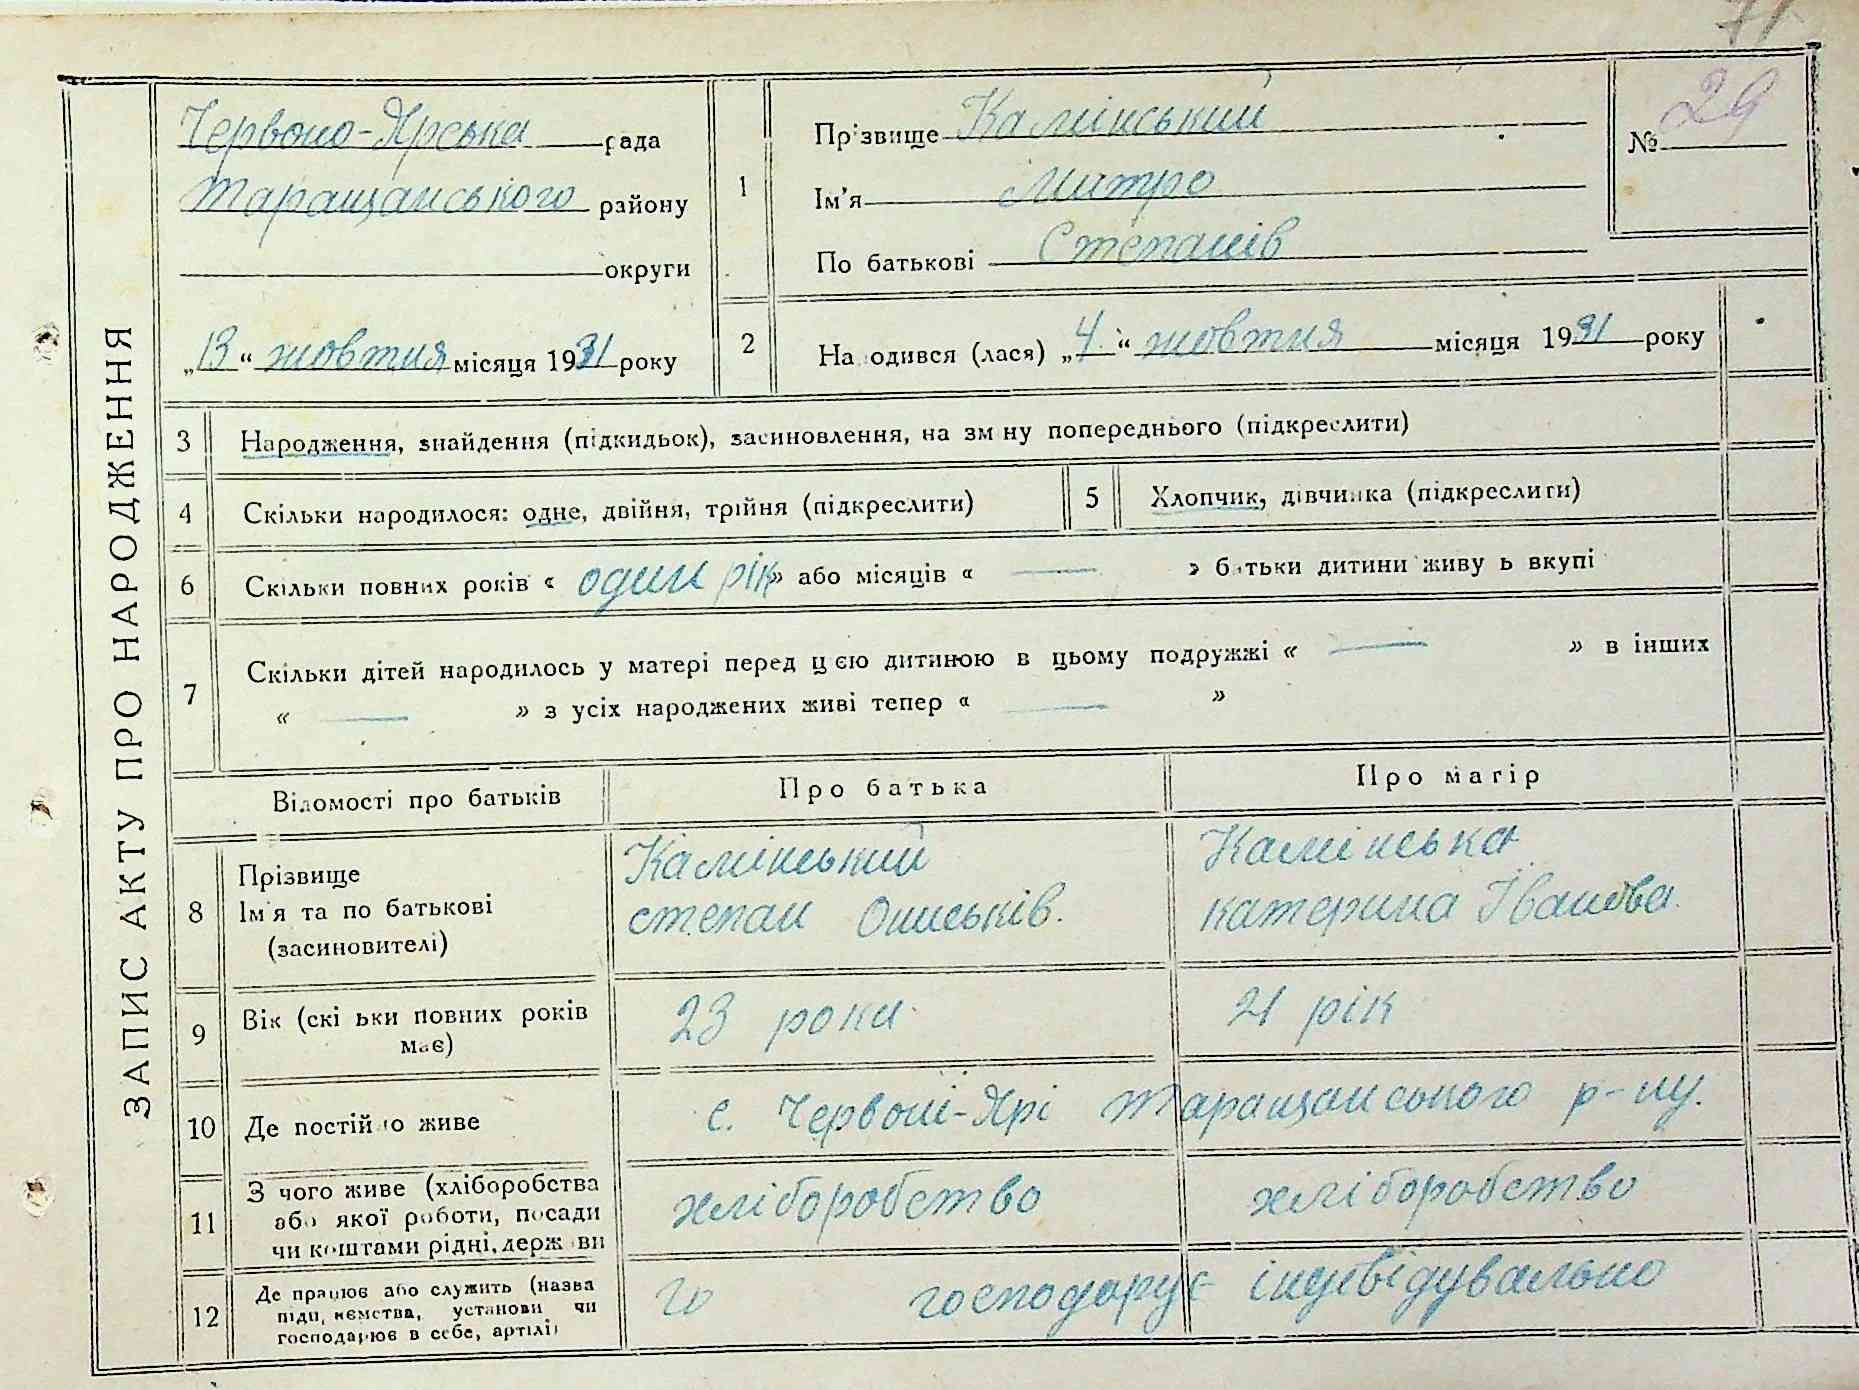 71
ЗАПИС АКТУ ПРО НАРОДЖЕННЯ
Червоно-Ярська рада
Таращанського району
округи
„13“ жовтня місяця 1931 року
1
Прізвище Камінський
Ім'я Митро
По батькові Степанів
№ 29
2 Народився (лася) „4“ жовтня місяця 1931 року
3 Народження, знайдення (підкидьок), засиновлення, на зміну попереднього (підкреслити)
4 Скільки народилося: одне, двійня, трійня (підкреслити)
5 Хлопчик, дівчинка (підкреслити)
6 Скільки повних років « один рік » або місяців « — » батьки дитини живуть вкупі
7 Скільки дітей народилось у матері перед цією дитиною в цьому подружжі « — » в інших
« — » з усіх народжених живі тепер « — »
Відомості про батьків Про батька Про матір
8 Прізвище
Ім'я та по батькові
(засиновителі)
Камінський
степан Ониськів.
Камінська
катерина Іванова.
9 Вік (скільки повних років
має)
23 роки.
21 рік
10 Де постійно живе с. Червоні-Ярі Таращанського р-ну.
11 З чого живе (хліборобства
або якої роботи, посади
чи коштами рідні, держави
хліборобство хліборобство
12 Де працює або служить (назва
підприємства, установи чи
господарює в себе, артілі)
го господарує індивідувально